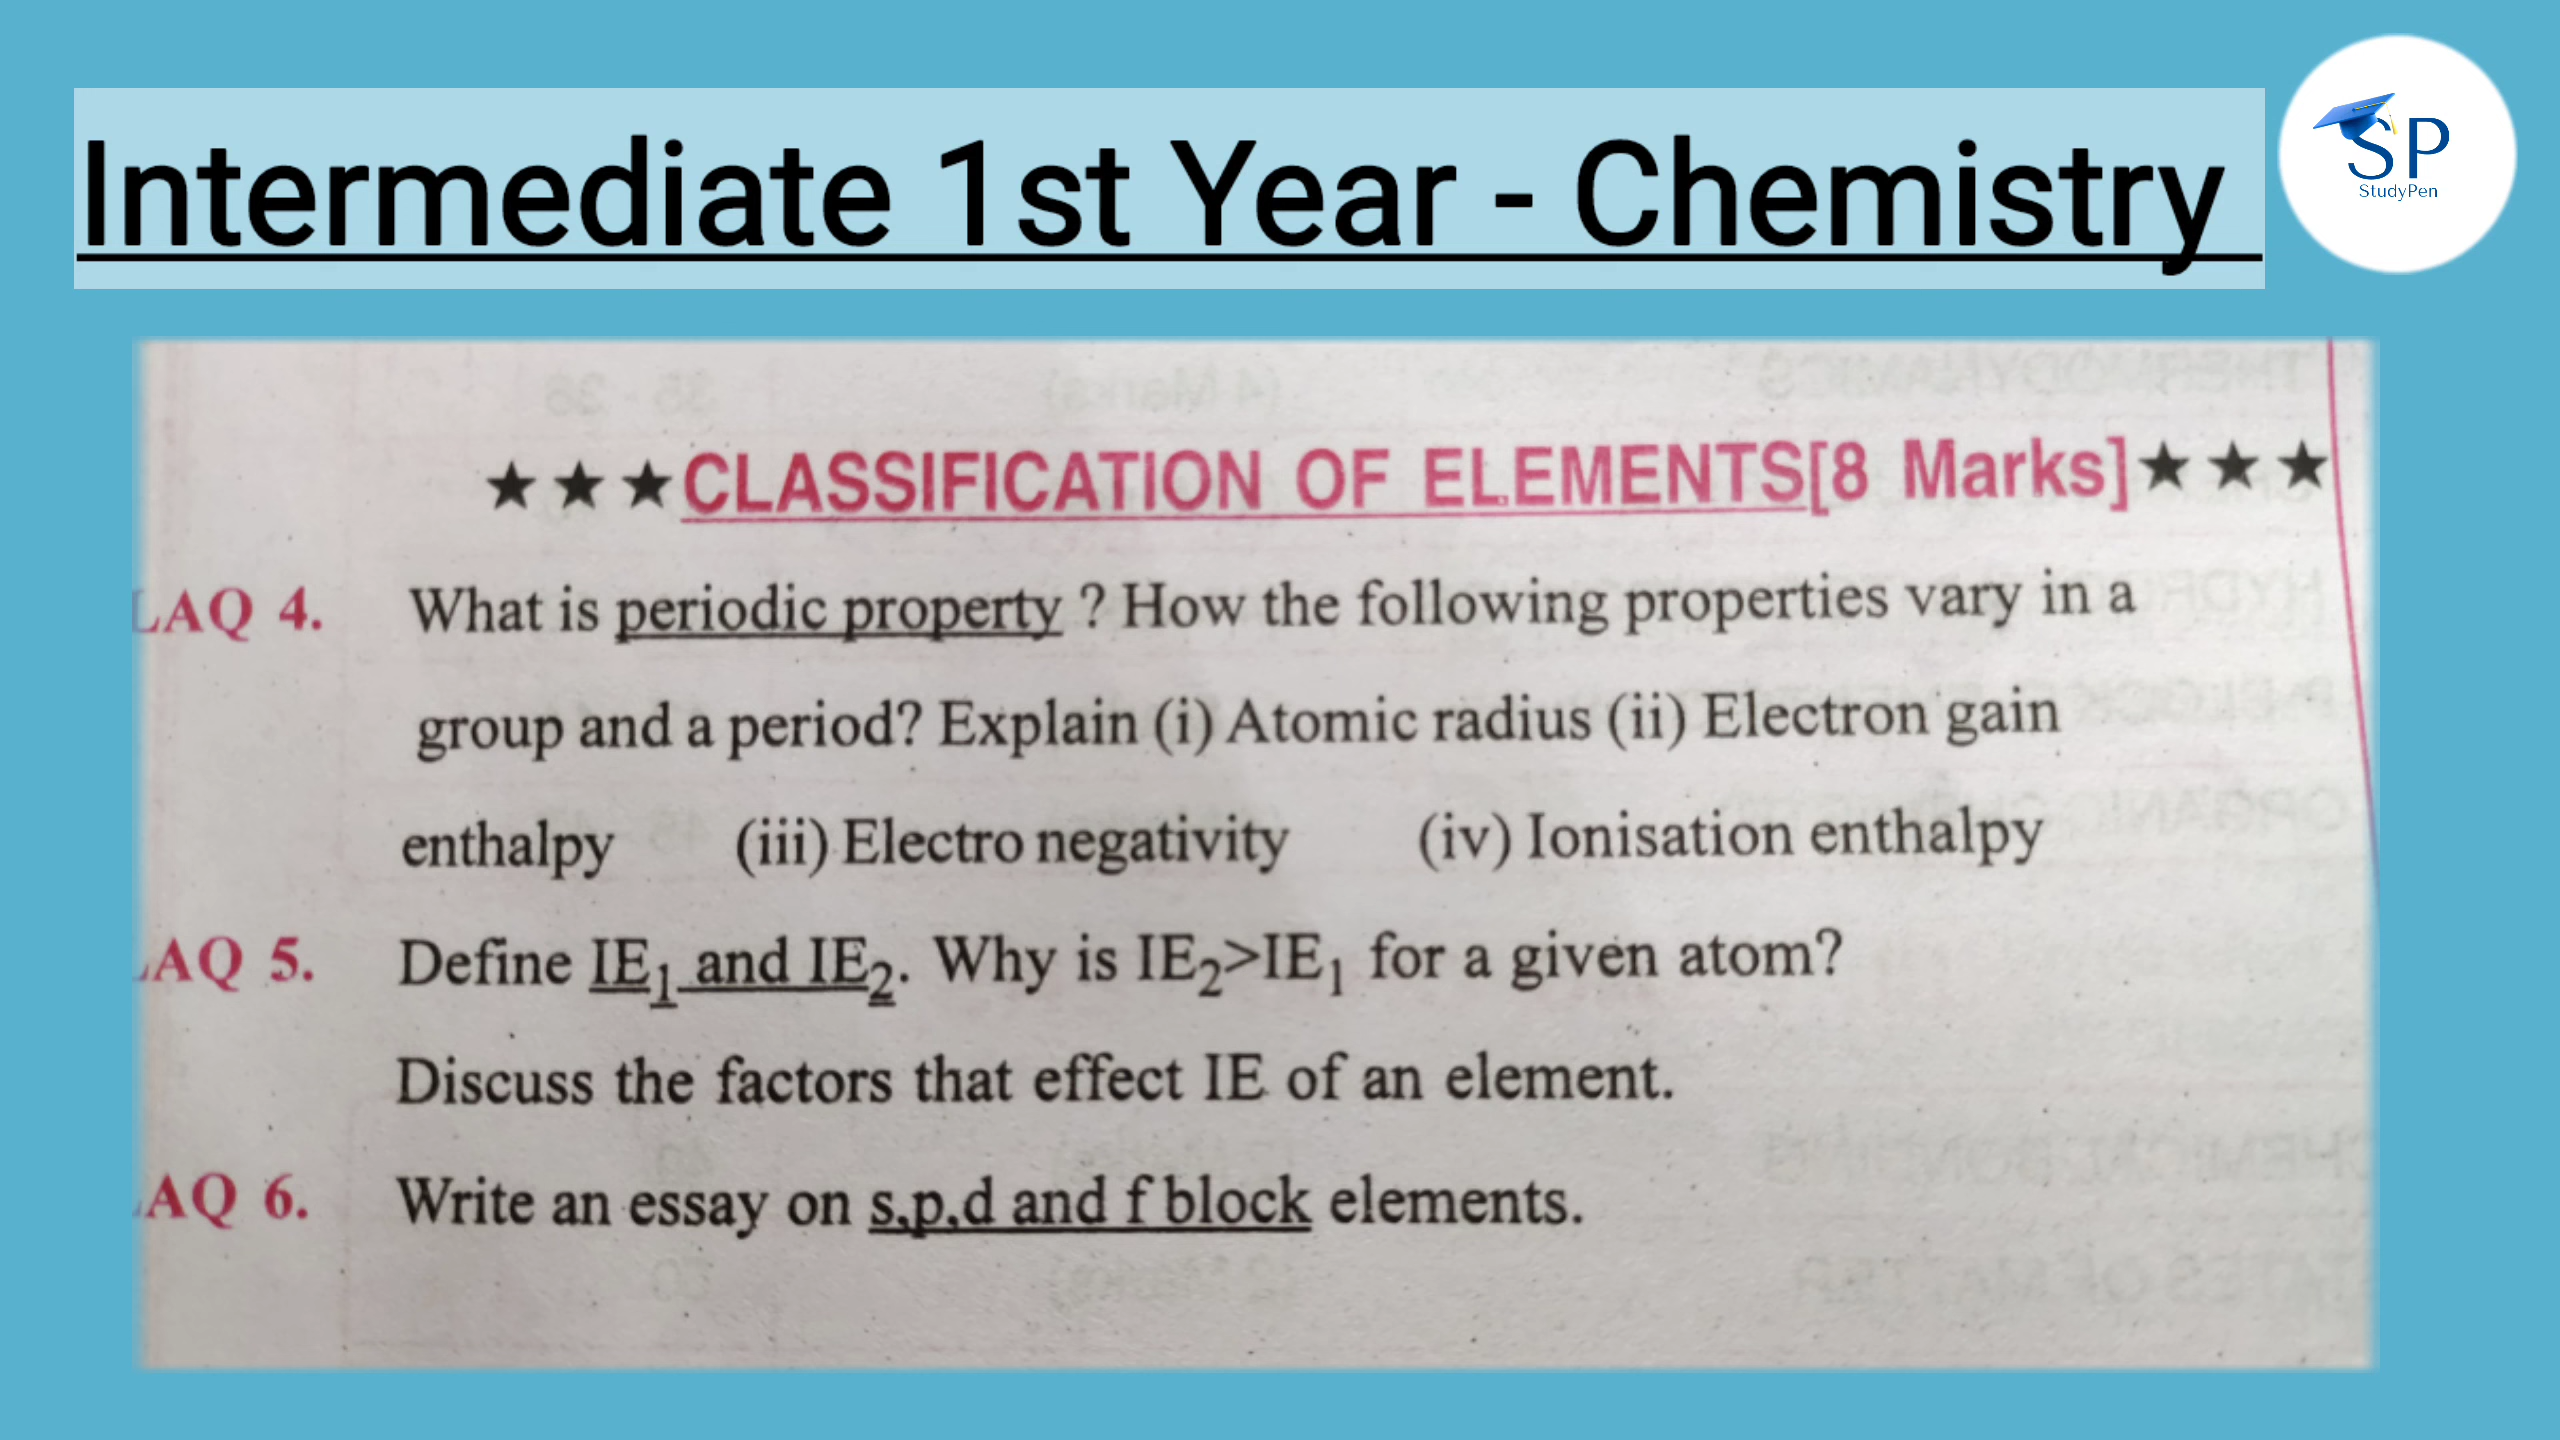 Intermediate 1st Year - Chemistry
SP
StudyPen
★★★CLASSIFICATION OF ELEMENTS[8 Marks]★★★
LAQ 4. What is periodic property ? How the following properties vary in a
group and a period? Explain (i) Atomic radius (ii) Electron gain
enthalpy (iii) Electro negativity (iv) Ionisation enthalpy
LAQ 5. Define IE₁ and IE₂. Why is IE₂>IE₁ for a given atom?
Discuss the factors that effect IE of an element.
AQ 6. Write an essay on s,p,d and f block elements.